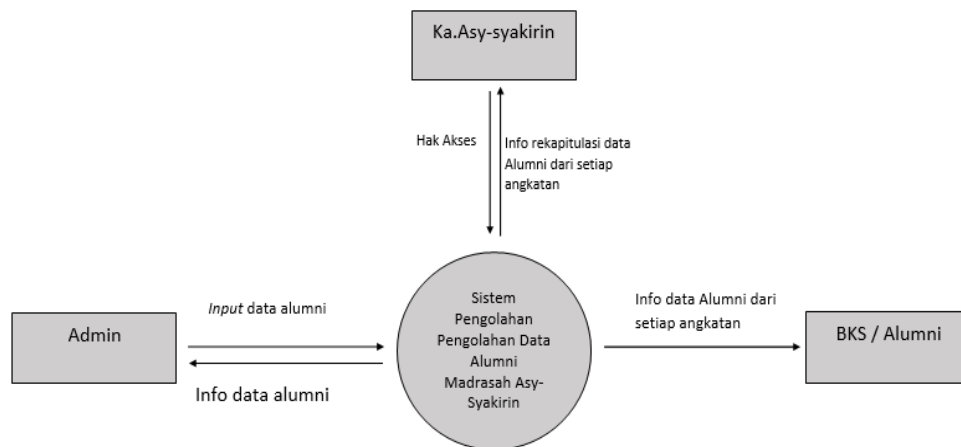 Ka.Asy-syakirin
Hak Akses
Info rekapitulasi data
Alumni dari setiap
angkatan
Admin
Input data alumni
Info data alumni
Sistem
Pengolahan
Pengolahan Data
Alumni
Madrasah Asy-
Syakirin
Info data Alumni dari
setiap angkatan
BKS / Alumni